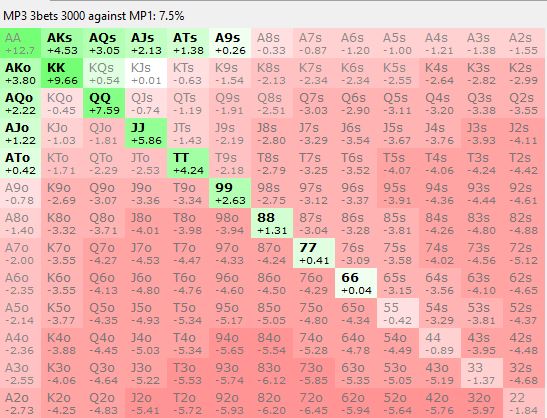 MP3 3bets 3000 against MP1: 7.5%
AA AKs AQs AJs ATs A9s A8s A7s A6s A5s A4s A3s A2s
+12.7 +4.53 +3.05 +2.13 +1.38 +0.26 -0.33 -0.87 -1.20 -1.00 -1.21 -1.38 -1.55
AKo KK KQs KJs KTs K9s K8s K7s K6s K5s K4s K3s K2s
+3.80 +9.66 +0.54 +0.01 -0.63 -1.54 -2.13 -2.34 -2.34 -2.55 -2.64 -2.82 -2.99
AQo KQo QQ QJs QTs Q9s Q8s Q7s Q6s Q5s Q4s Q3s Q2s
+2.22 -0.45 +7.59 -0.74 -1.19 -1.91 -2.51 -3.03 -2.90 -3.11 -3.20 -3.38 -3.55
AJo KJo QJo JJ JTs J9s J8s J7s J6s J5s J4s J3s J2s
+1.22 -1.03 -1.81 +5.86 -1.43 -2.19 -2.80 -3.29 -3.54 -3.67 -3.76 -3.93 -4.11
ATo KTo QTo JTo TT T9s T8s T7s T6s T5s T4s T3s T2s
+0.42 -1.71 -2.29 -2.53 +4.24 -2.18 -2.79 -3.25 -3.52 -4.07 -4.06 -4.24 -4.42
A9o K9o Q9o J9o T9o 99 98s 97s 96s 95s 94s 93s 92s
-0.78 -2.69 -3.07 -3.36 -3.34 +2.63 -2.75 -3.12 -3.37 -3.91 -4.36 -4.44 -4.61
A8o K8o Q8o J8o T8o 98o 88 87s 86s 85s 84s 83s 82s
-1.40 -3.32 -3.71 -4.01 -3.98 -3.94 +1.31 -3.04 -3.28 -3.81 -4.26 -4.80 -4.88
A7o K7o Q7o J7o T7o 97o 87o 77 76s 75s 74s 73s 72s
-2.00 -3.55 -4.27 -4.53 -4.47 -4.33 -4.24 +0.41 -3.09 -3.58 -4.02 -4.56 -5.12
A6o K6o Q6o J6o T6o 96o 86o 76o 66 65s 64s 63s 62s
-2.35 -3.55 -4.13 -4.80 -4.76 -4.60 -4.50 -4.29 +0.04 -3.15 -3.56 -4.10 -4.65
A5o K5o Q5o J5o T5o 95o 85o 75o 65o 55 54s 53s 52s
-2.14 -3.77 -4.35 -4.93 -5.34 -5.17 -5.05 -4.80 -4.34 -0.42 -3.29 -3.81 -4.37
A4o K4o Q4o J4o T4o 94o 84o 74o 64o 54o 44 43s 42s
-2.36 -3.88 -4.45 -5.03 -5.34 -5.65 -5.54 -5.28 -4.78 -4.49 -0.89 -3.95 -4.48
A3o K3o Q3o J3o T3o 93o 83o 73o 63o 53o 43o 33 32s
-2.55 -4.06 -4.64 -5.22 -5.53 -5.74 -6.12 -5.85 -5.35 -5.05 -5.19 -1.37 -4.68
A2o K2o Q2o J2o T2o 92o 82o 72o 62o 52o 42o 32o 22
-2.73 -4.25 -4.83 -5.41 -5.72 -5.93 -6.20 -6.45 -5.94 -5.64 -5.76 -5.97 -1.84